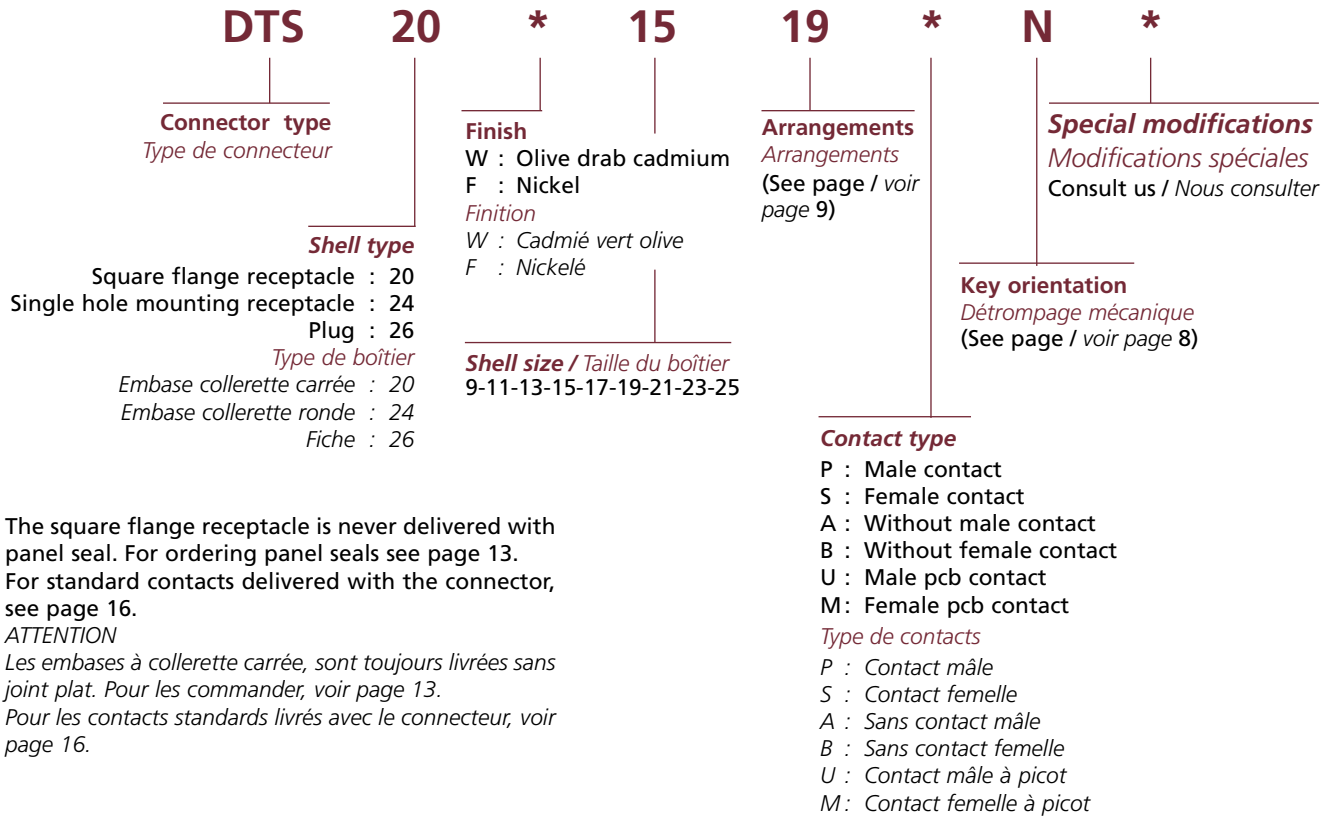 DTS 20 * 15 19 * N *
Connector type
Type de connecteur
Shell type
Square flange receptacle : 20
Single hole mounting receptacle : 24
Plug : 26
Type de boîtier
Embase collerette carrée : 20
Embase collerette ronde : 24
Fiche : 26
Finish
W : Olive drab cadmium
F : Nickel
Finition
W : Cadmié vert olive
F : Nickelé
Shell size / Taille du boîtier
9-11-13-15-17-19-21-23-25
Arrangements
Arrangements
(See page / voir
page 9)
Contact type
P : Male contact
S : Female contact
A : Without male contact
B : Without female contact
U : Male pcb contact
M : Female pcb contact
Type de contacts
P : Contact mâle
S : Contact femelle
A : Sans contact mâle
B : Sans contact femelle
U : Contact mâle à picot
M : Contact femelle à picot
Key orientation
Détrompage mécanique
(See page / voir page 8)
Special modifications
Modifications spéciales
Consult us / Nous consulter
The square flange receptacle is never delivered with
panel seal. For ordering panel seals see page 13.
For standard contacts delivered with the connector,
see page 16.
ATTENTION
Les embases à collerette carrée, sont toujours livrées sans
joint plat. Pour les commander, voir page 13.
Pour les contacts standards livrés avec le connecteur, voir
page 16.